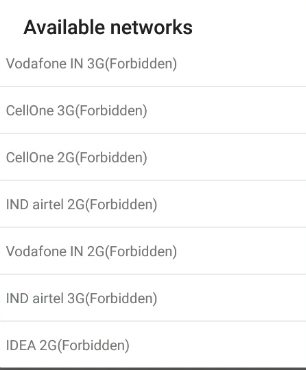 Available networks
Vodafone IN 3G(Forbidden)
CellOne 3G(Forbidden)
CellOne 2G(Forbidden)
IND airtel 2G(Forbidden)
Vodafone IN 2G(Forbidden)
IND airtel 3G(Forbidden)
IDEA 2G(Forbidden)